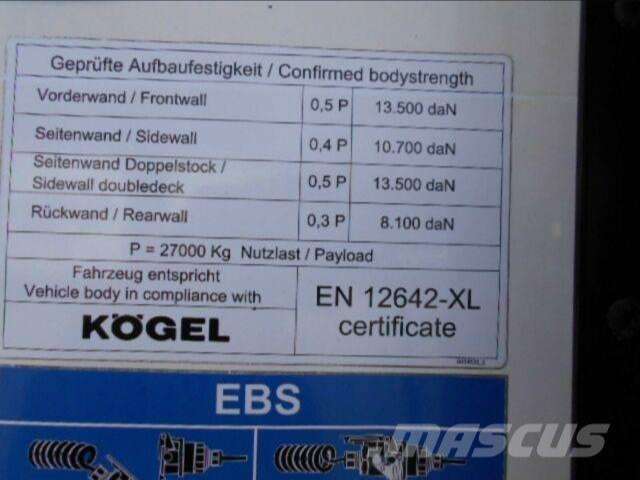 Geprüfte Aufbaufestigkeit / Confirmed bodystrength
Vorderwand / Frontwall 0,5 P 13.500 daN
Seitenwand / Sidewall 0,4 P 10.700 daN
Seitenwand Doppelstock /
Sidewall doubledeck 0,5 P 13.500 daN
Rückwand / Rearwall 0,3 P 8.100 daN
P = 27000 Kg Nutzlast / Payload
Fahrzeug entspricht
Vehicle body in compliance with
KÖGEL
EN 12642-XL
certificate
EBS
MASCUS